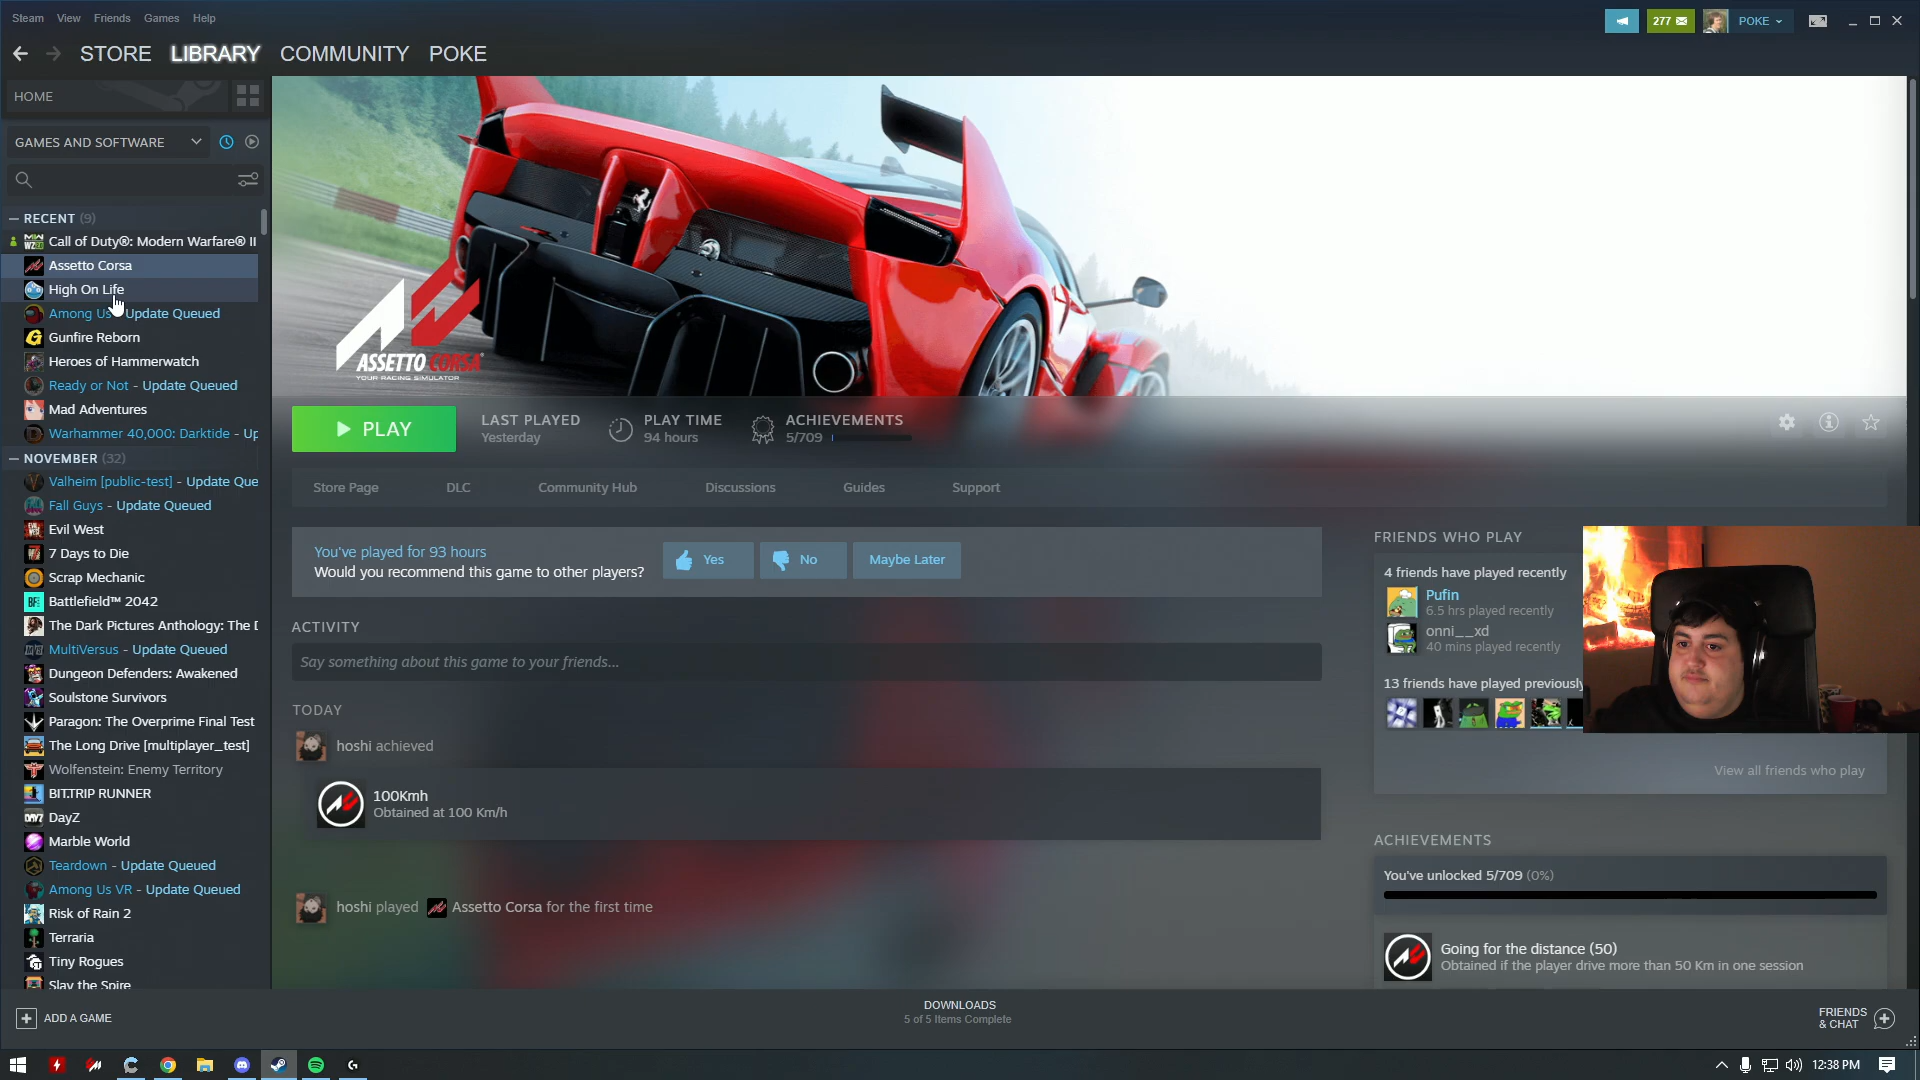 Steam View Friends Games Help
277
POKE
STORE LIBRARY COMMUNITY POKE
HOME
GAMES AND SOFTWARE
— RECENT (9)
Call of Duty®: Modern Warfare® II
Assetto Corsa
High On Life
Among Us - Update Queued
Gunfire Reborn
Heroes of Hammerwatch
Ready or Not - Update Queued
Mad Adventures
Warhammer 40,000: Darktide - Up
— NOVEMBER (32)
Valheim [public-test] - Update Que
Fall Guys - Update Queued
Evil West
7 Days to Die
Scrap Mechanic
Battlefield™ 2042
The Dark Pictures Anthology: The D
MultiVersus - Update Queued
Dungeon Defenders: Awakened
Soulstone Survivors
Paragon: The Overprime Final Test
The Long Drive [multiplayer_test]
Wolfenstein: Enemy Territory
BIT.TRIP RUNNER
DayZ
Marble World
Teardown - Update Queued
Among Us VR - Update Queued
Risk of Rain 2
Terraria
Tiny Rogues
Slay the Spire
ADD A GAME
ASSETTO CORSA
YOUR RACING SIMULATOR
PLAY
LAST PLAYED
Yesterday
PLAY TIME
94 hours
ACHIEVEMENTS
5/709
Store Page DLC Community Hub Discussions Guides Support
You've played for 93 hours
Would you recommend this game to other players?
Yes
No
Maybe Later
ACTIVITY
Say something about this game to your friends...
TODAY
hoshi achieved
100Kmh
Obtained at 100 Km/h
hoshi played Assetto Corsa for the first time
FRIENDS WHO PLAY
4 friends have played recently
Pufin
6.5 hrs played recently
onni__xd
40 mins played recently
13 friends have played previously
View all friends who play
ACHIEVEMENTS
You've unlocked 5/709 (0%)
Going for the distance (50)
Obtained if the player drive more than 50 Km in one session
DOWNLOADS
5 of 5 Items Complete
FRIENDS
& CHAT
12:38 PM